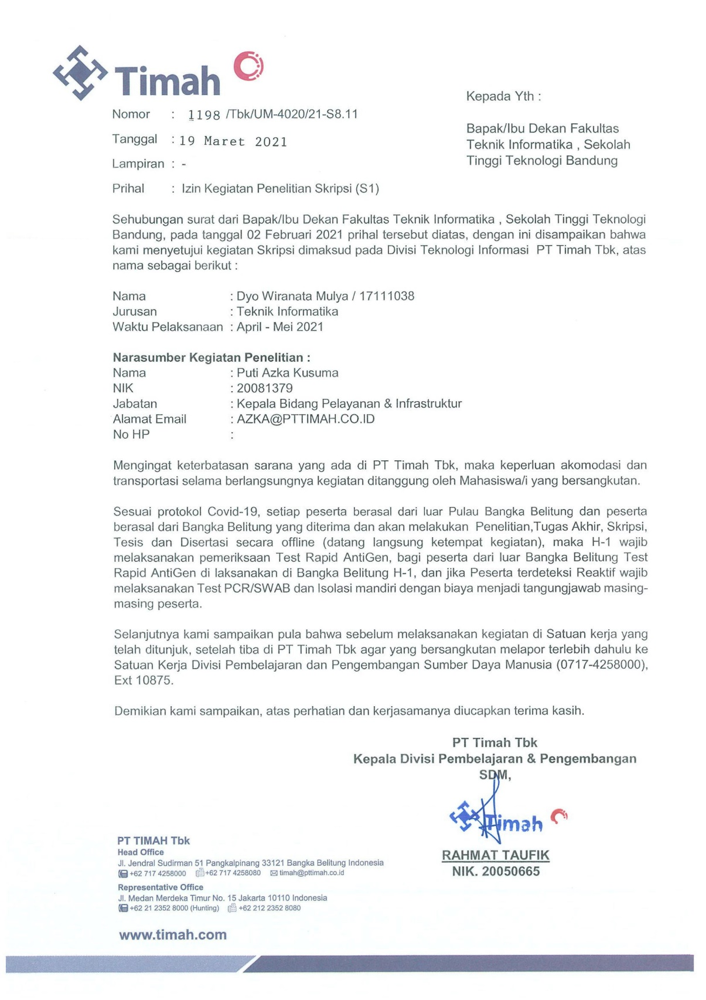 Timah
Nomor : 1198 /Tbk/UM-4020/21-S8.11
Tanggal : 19 Maret 2021
Lampiran : -
Prihal : Izin Kegiatan Penelitian Skripsi (S1)
Kepada Yth :
Bapak/Ibu Dekan Fakultas
Teknik Informatika , Sekolah
Tinggi Teknologi Bandung
Sehubungan surat dari Bapak/Ibu Dekan Fakultas Teknik Informatika , Sekolah Tinggi Teknologi
Bandung, pada tanggal 02 Februari 2021 prihal tersebut diatas, dengan ini disampaikan bahwa
kami menyetujui kegiatan Skripsi dimaksud pada Divisi Teknologi Informasi PT Timah Tbk, atas
nama sebagai berikut :
Nama : Dyo Wiranata Mulya / 17111038
Jurusan : Teknik Informatika
Waktu Pelaksanaan : April - Mei 2021
Narasumber Kegiatan Penelitian :
Nama : Puti Azka Kusuma
NIK : 20081379
Jabatan : Kepala Bidang Pelayanan & Infrastruktur
Alamat Email : AZKA@PTTIMAH.CO.ID
No HP :
Mengingat keterbatasan sarana yang ada di PT Timah Tbk, maka keperluan akomodasi dan
transportasi selama berlangsungnya kegiatan ditanggung oleh Mahasiswa/i yang bersangkutan.
Sesuai protokol Covid-19, setiap peserta berasal dari luar Pulau Bangka Belitung dan peserta
berasal dari Bangka Belitung yang diterima dan akan melakukan Penelitian,Tugas Akhir, Skripsi,
Tesis dan Disertasi secara offline (datang langsung ketempat kegiatan), maka H-1 wajib
melaksanakan pemeriksaan Test Rapid AntiGen, bagi peserta dari luar Bangka Belitung Test
Rapid AntiGen di laksanakan di Bangka Belitung H-1, dan jika Peserta terdeteksi Reaktif wajib
melaksanakan Test PCR/SWAB dan Isolasi mandiri dengan biaya menjadi tangungjawab masing-
masing peserta.
Selanjutnya kami sampaikan pula bahwa sebelum melaksanakan kegiatan di Satuan kerja yang
telah ditunjuk, setelah tiba di PT Timah Tbk agar yang bersangkutan melapor terlebih dahulu ke
Satuan Kerja Divisi Pembelajaran dan Pengembangan Sumber Daya Manusia (0717-4258000),
Ext 10875.
Demikian kami sampaikan, atas perhatian dan kerjasamanya diucapkan terima kasih.
PT Timah Tbk
Kepala Divisi Pembelajaran & Pengembangan
SDM,
Timah
RAHMAT TAUFIK
NIK. 20050665
PT TIMAH Tbk
Head Office
Jl. Jendral Sudirman 51 Pangkalpinang 33121 Bangka Belitung Indonesia
+62 717 4258000 +62 717 4258080 timah@pttimah.co.id
Representative Office
Jl. Medan Merdeka Timur No. 15 Jakarta 10110 Indonesia
+62 21 2352 8000 (Hunting) +62 212 2352 8080
www.timah.com